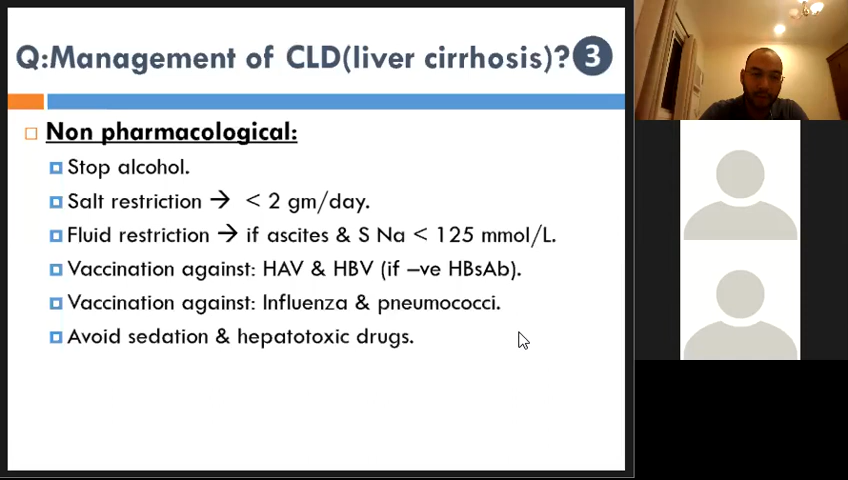 Q:Management of CLD(liver cirrhosis)? 3
Non pharmacological:
Stop alcohol.
Salt restriction → < 2 gm/day.
Fluid restriction → if ascites & S Na < 125 mmol/L.
Vaccination against: HAV & HBV (if –ve HBsAb).
Vaccination against: Influenza & pneumococci.
Avoid sedation & hepatotoxic drugs.